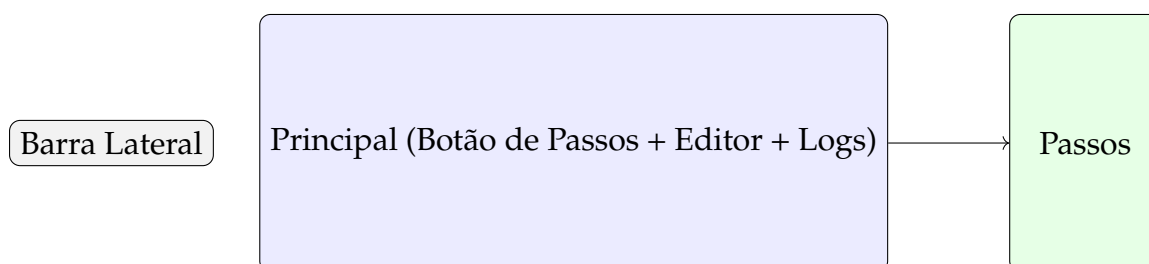 Barra Lateral
Principal (Botão de Passos + Editor + Logs)
Passos